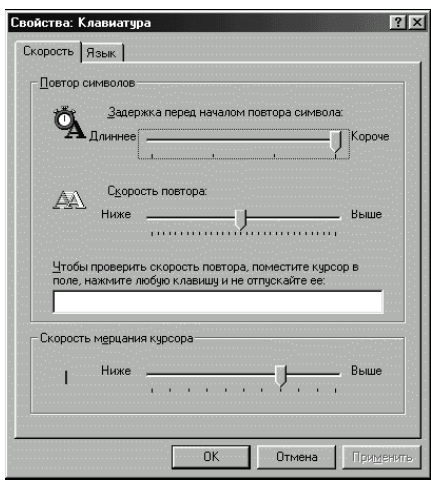 Свойства: Клавиатура
Скорость Язык
Повтор символов
Задержка перед началом повтора символа:
Длиннее Короче
Скорость повтора:
Ниже Выше
Чтобы проверить скорость повтора, поместите курсор в
поле, нажмите любую клавишу и не отпускайте ее:
Скорость мерцания курсора
Ниже Выше
OK Отмена Применить